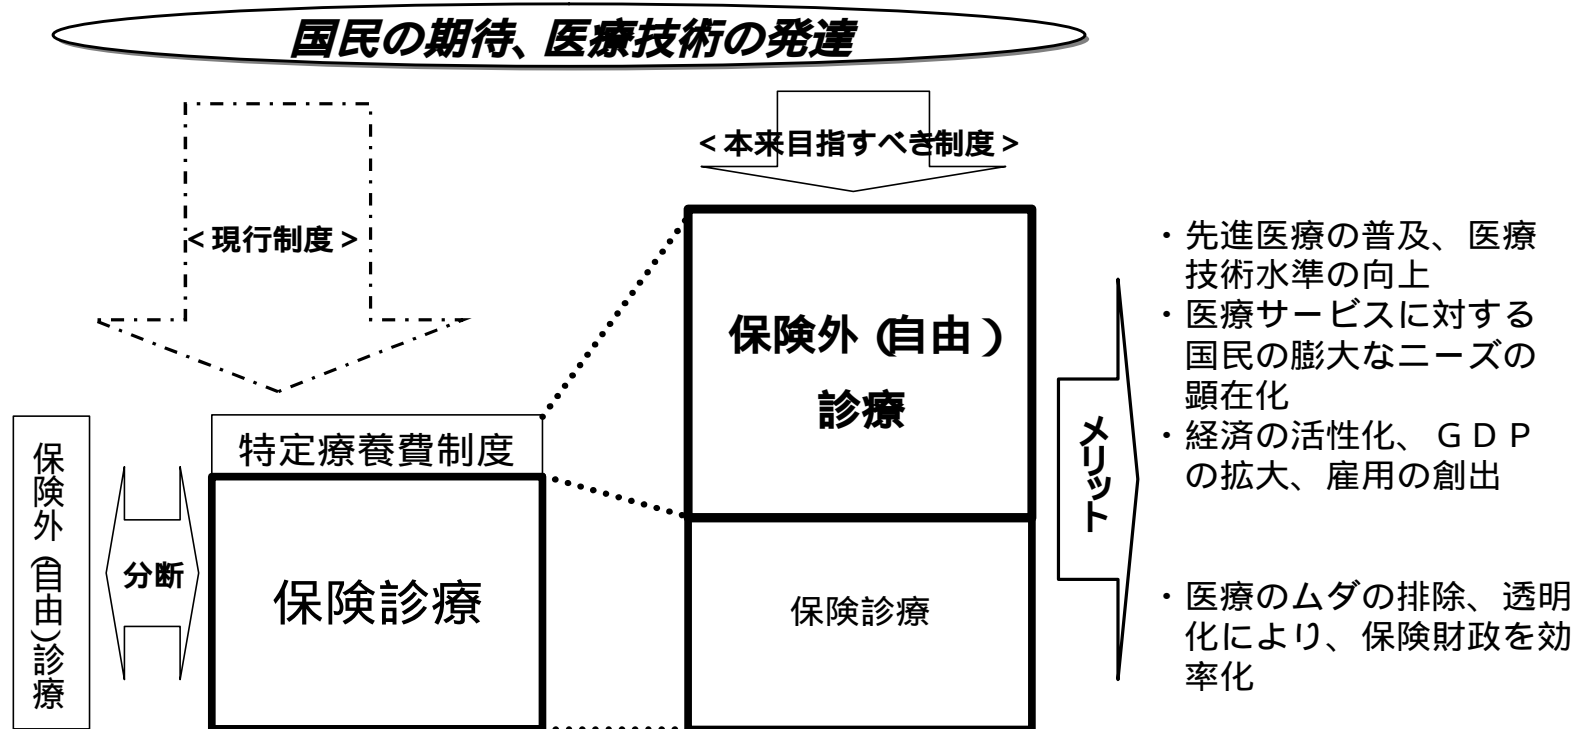 国民の期待、医療技術の発達
＜現行制度＞
＜本来目指すべき制度＞
保険外（自由）診療
分断
特定療養費制度
保険診療
保険外（自由）
診療
保険診療
メリット
・先進医療の普及、医療
技術水準の向上
・医療サービスに対する
国民の膨大なニーズの
顕在化
・経済の活性化、ＧＤＰ
の拡大、雇用の創出
・医療のムダの排除、透明
化により、保険財政を効
率化